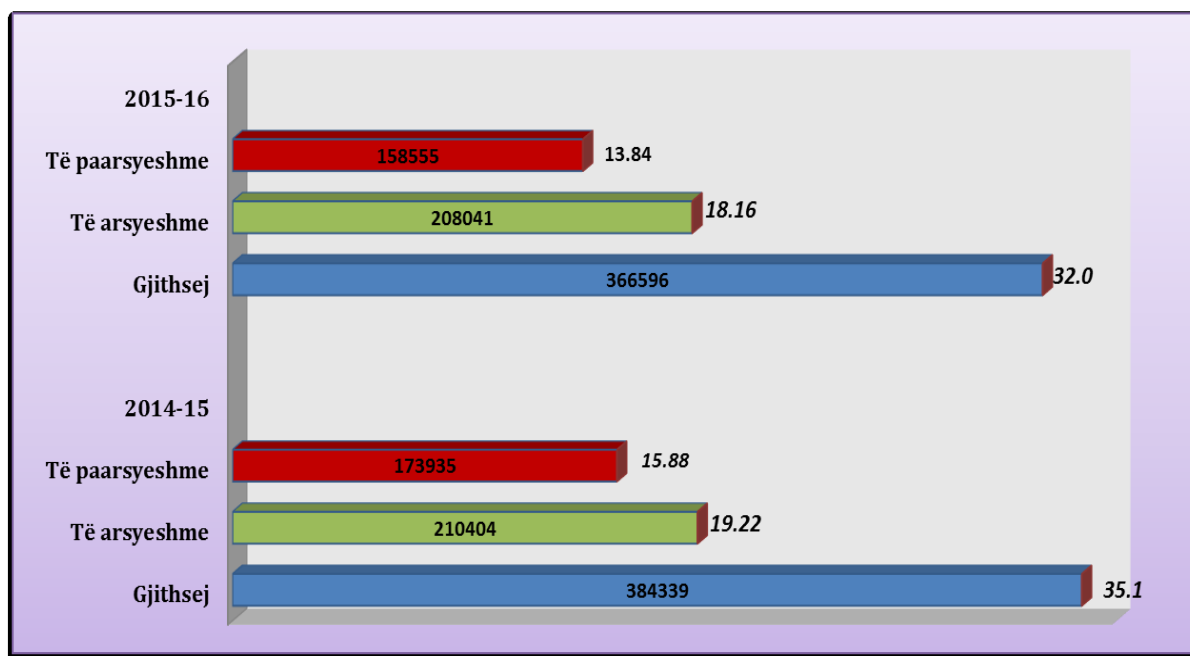 2015-16
Të paarsyeshme 158555 13.84
Të arsyeshme 208041 18.16
Gjithsej 366596 32.0
2014-15
Të paarsyeshme 173935 15.88
Të arsyeshme 210404 19.22
Gjithsej 384339 35.1